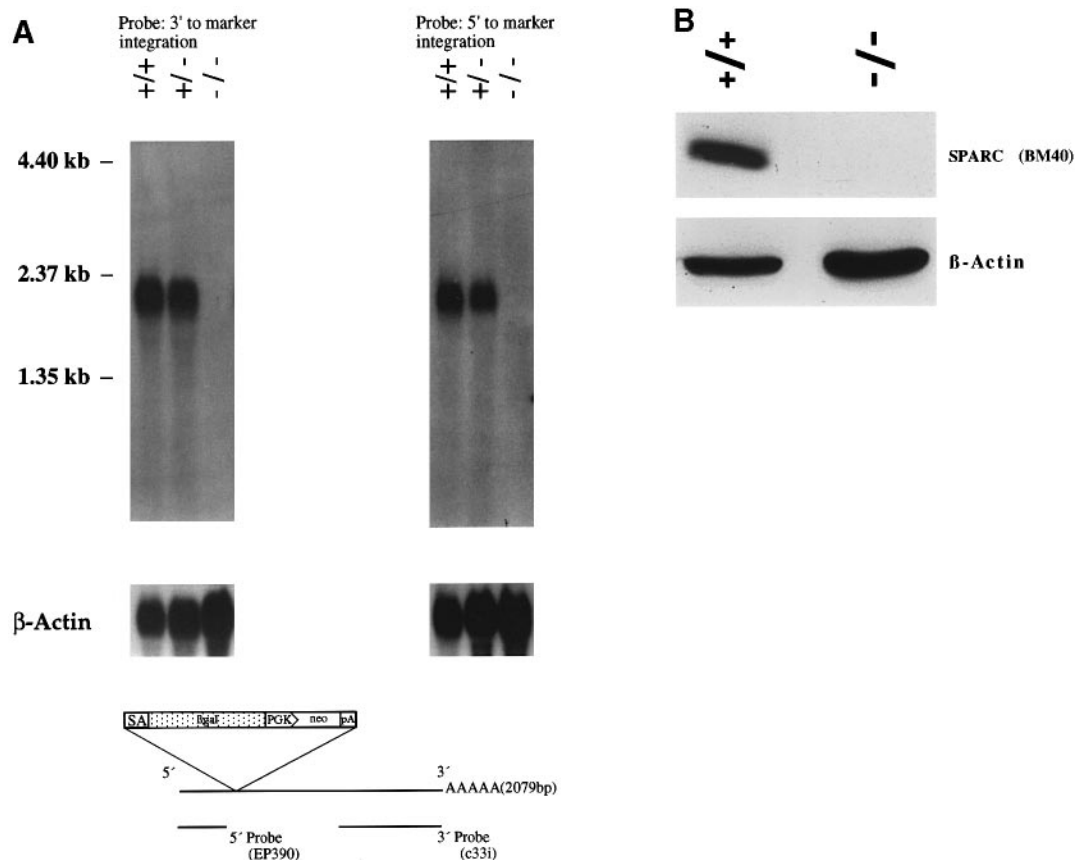 A
Probe: 3' to marker
integration
+/+ -/+ -/-
Probe: 5' to marker
integration
+/+ -/+ -/-
4.40 kb –
2.37 kb –
1.35 kb –
β-Actin
SA βgal PGK neo pA
5´ 3´
AAAAA(2079bp)
5´ Probe
(EP390)
3´ Probe
(c33i)
B
+/+ -/-
SPARC (BM40)
ß-Actin